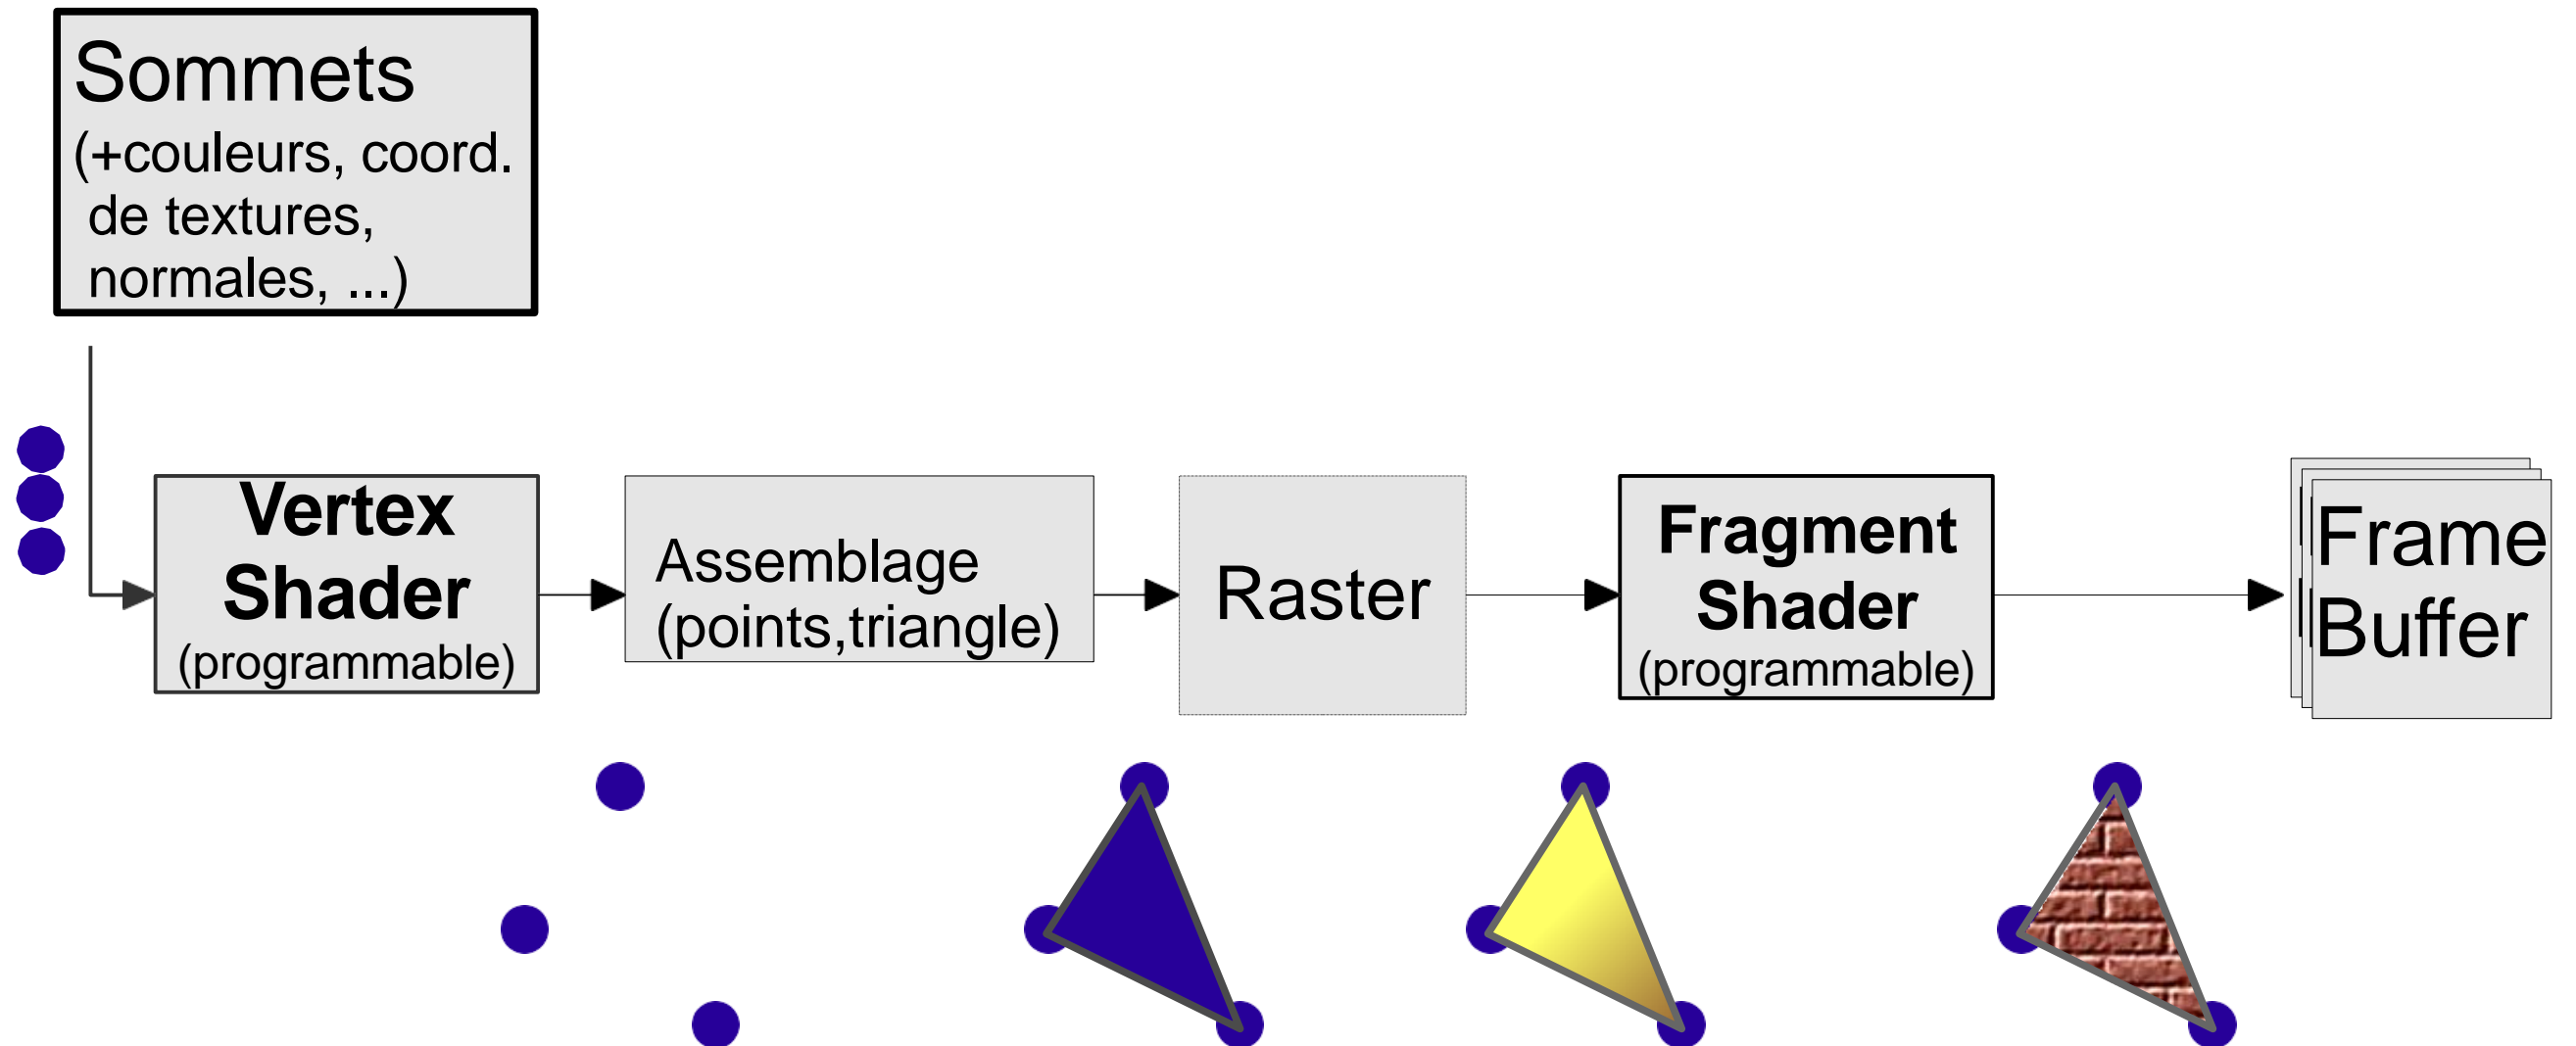 Sommets
(+couleurs, coord.
de textures,
normales, ...)
Vertex
Shader
(programmable)
Assemblage
(points,triangle)
Raster
Fragment
Shader
(programmable)
Frame
Buffer